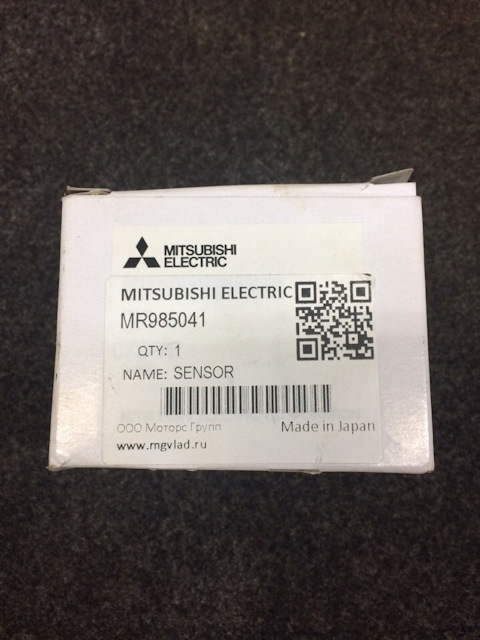 MITSUBISHI
ELECTRIC
MITSUBISHI ELECTRIC
MR985041
QTY: 1
NAME: SENSOR
ООО Моторс Групп
Made in Japan
www.mgvlad.ru